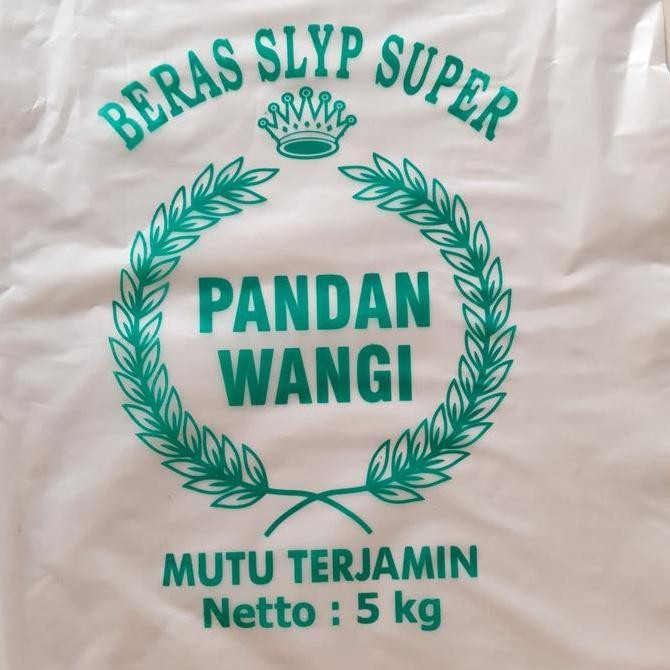 BERAS SLYP SUPER
PANDAN
WANGI
MUTU TERJAMIN
Netto : 5 kg